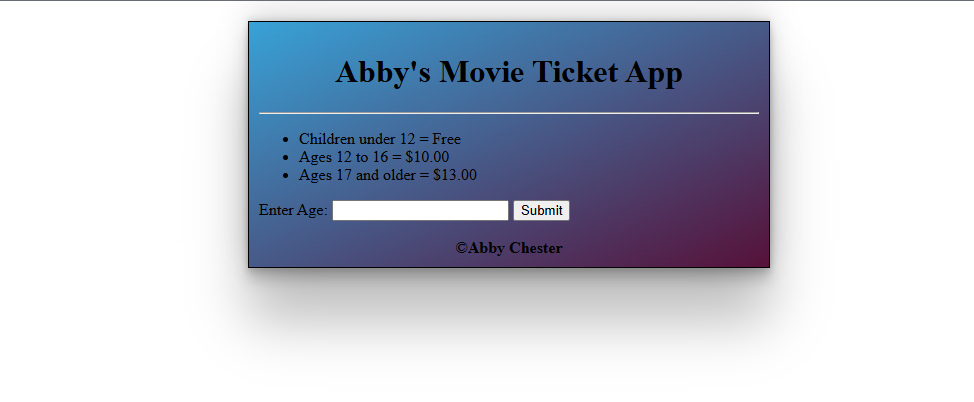 Abby's Movie Ticket App
Children under 12 = Free
Ages 12 to 16 = $10.00
Ages 17 and older = $13.00
Enter Age: Submit
©Abby Chester